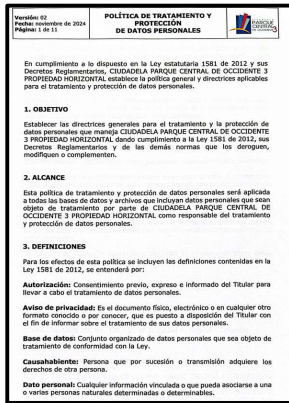 Versión: 02
Fecha: noviembre de 2024
Página: 1 de 11
POLÍTICA DE TRATAMIENTO Y
PROTECCIÓN
DE DATOS PERSONALES
PARQUE
CENTRAL
DE OCCIDENTE 3
En cumplimiento a lo dispuesto en la Ley estatutaria 1581 de 2012 y sus
Decretos Reglamentarios, CIUDADELA PARQUE CENTRAL DE OCCIDENTE 3
PROPIEDAD HORIZONTAL establece la política general y directrices aplicables
para el tratamiento y protección de datos personales.
1. OBJETIVO
Establecer las directrices generales para el tratamiento y la protección de
datos personales que maneja CIUDADELA PARQUE CENTRAL DE OCCIDENTE
3 PROPIEDAD HORIZONTAL dando cumplimiento a la Ley 1581 de 2012, sus
Decretos Reglamentarios y de las demás normas que los deroguen,
modifiquen o complementen.
2. ALCANCE
Esta política de tratamiento y protección de datos personales será aplicada
a todas las bases de datos y archivos que incluyan datos personales que sean
objeto de tratamiento por parte de CIUDADELA PARQUE CENTRAL DE
OCCIDENTE 3 PROPIEDAD HORIZONTAL como responsable del tratamiento
y protección de datos personales.
3. DEFINICIONES
Para los efectos de esta política se incluyen las definiciones contenidas en la
Ley 1581 de 2012, se entenderá por:
Autorización: Consentimiento previo, expreso e informado del Titular para
llevar a cabo el tratamiento de datos personales.
Aviso de privacidad: Es el documento físico, electrónico o en cualquier otro
formato conocido o por conocer, que es puesto a disposición del Titular con
el fin de informar sobre el tratamiento de sus datos personales.
Base de datos: Conjunto organizado de datos personales que sea objeto de
tratamiento de conformidad con la Ley.
Causahabiente: Persona que por sucesión o transmisión adquiere los
derechos de otra persona.
Dato personal: Cualquier información vinculada o que pueda asociarse a una
o varias personas naturales determinadas o determinables.